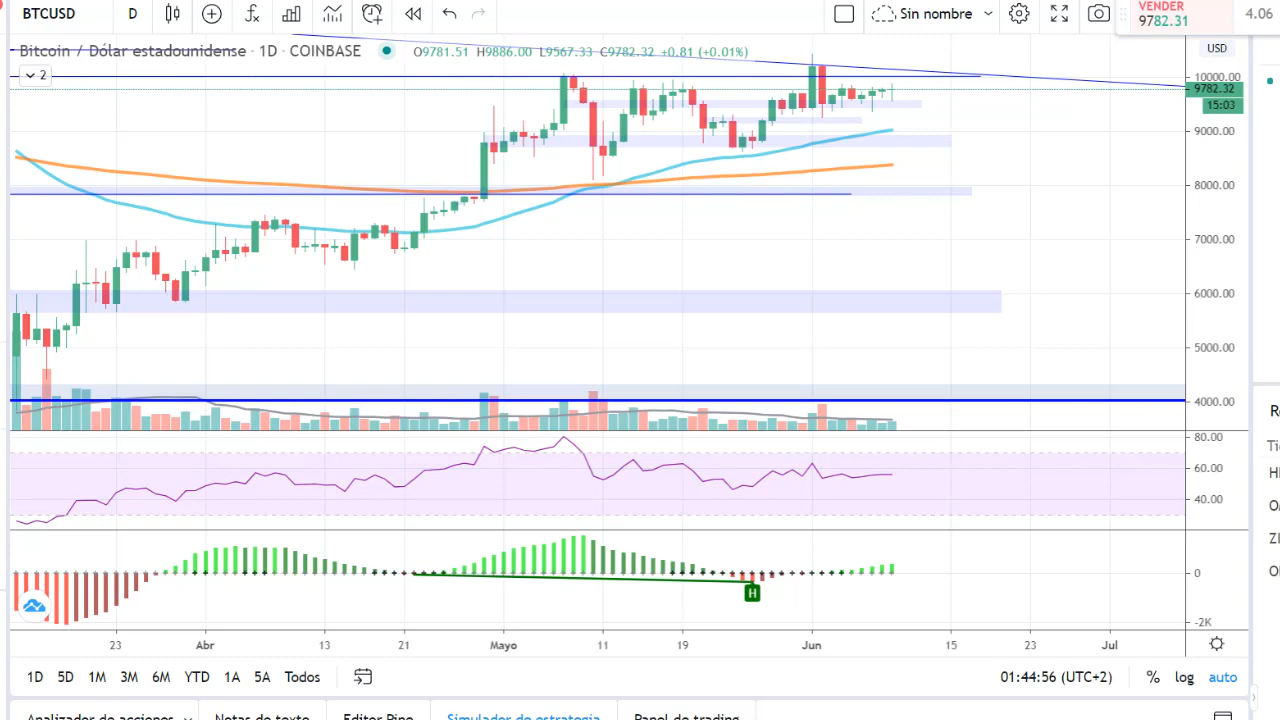 BTCUSD D Sin nombre VENDER 9782.31 4.06
Bitcoin / Dólar estadounidense · 1D · COINBASE O9781.51 H9886.00 L9567.33 C9782.32 +0.81 (+0.01%) USD
2
10000.00
9782.32
15:03
9000.00
8000.00
7000.00
6000.00
5000.00
4000.00
80.00
60.00
40.00
0
H
-2K
23 Abr 13 21 Mayo 11 19 Jun 15 23 Jul
1D 5D 1M 3M 6M YTD 1A 5A Todos 01:44:56 (UTC+2) % log auto
Analizador de acciones Notas de texto Editor Pine Simulador de estrategia Panel de trading